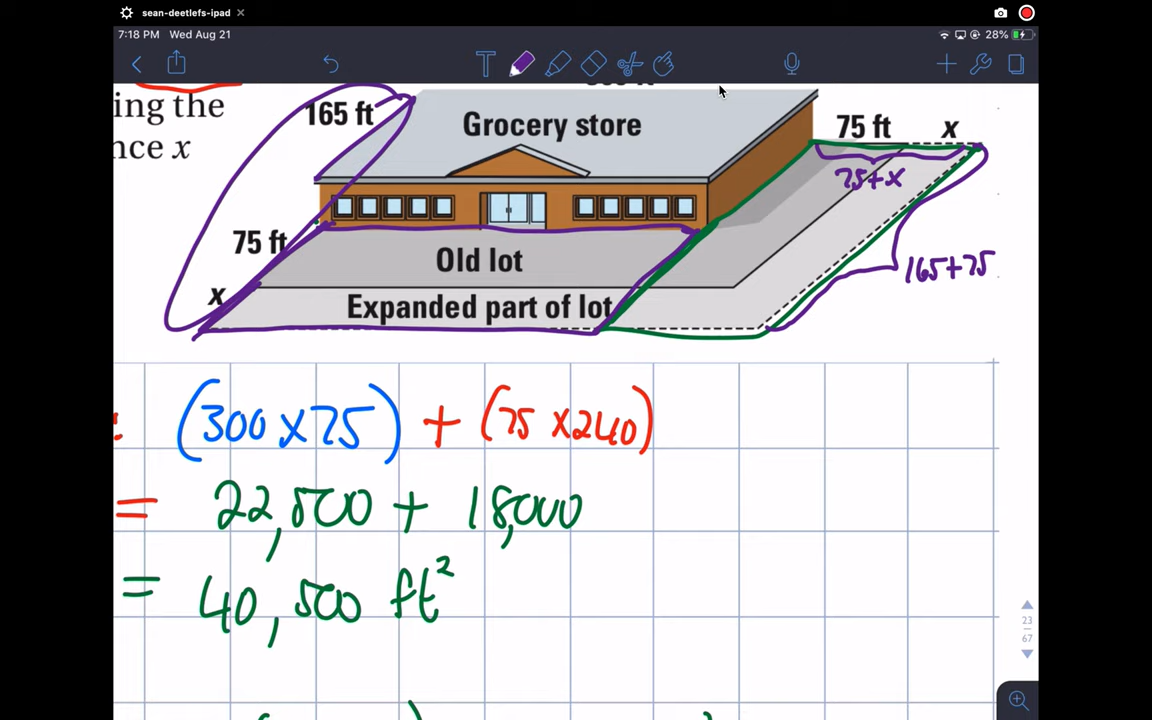 sean-deetlefs-ipad
7:18 PM Wed Aug 21
28%
T
ing the
nce x
165 ft
Grocery store
75 ft
x
75+x
75 ft
Old lot
165+75
x
Expanded part of lot
: (300 x 75) + (75 x 240)
= 22,500 + 18,000
= 40,500 ft²
23
67